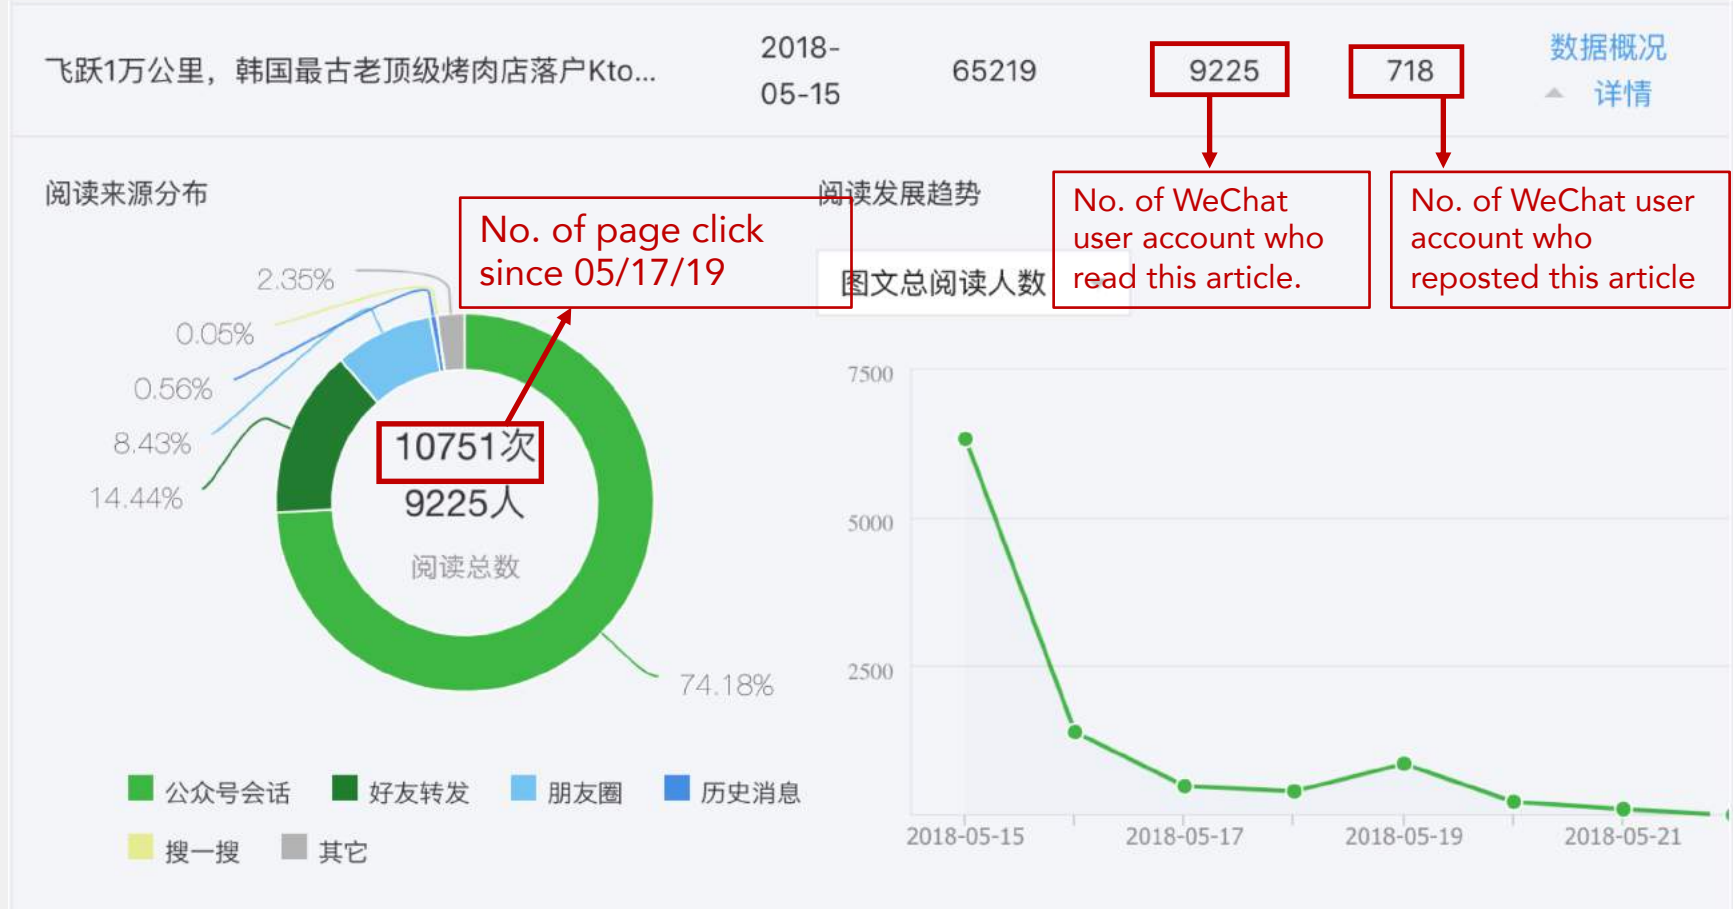 飞跃1万公里，韩国最古老顶级烤肉店落户Kto...
2018-
05-15
65219
9225
718
数据概况
详情
阅读来源分布
阅读发展趋势
No. of page click
since 05/17/19
No. of WeChat
user account who
read this article.
No. of WeChat user
account who
reposted this article
图文总阅读人数
2.35%
0.05%
0.56%
8.43%
14.44%
74.18%
10751次
9225人
阅读总数
公众号会话
好友转发
朋友圈
历史消息
搜一搜
其它
7500
5000
2500
2018-05-15
2018-05-17
2018-05-19
2018-05-21